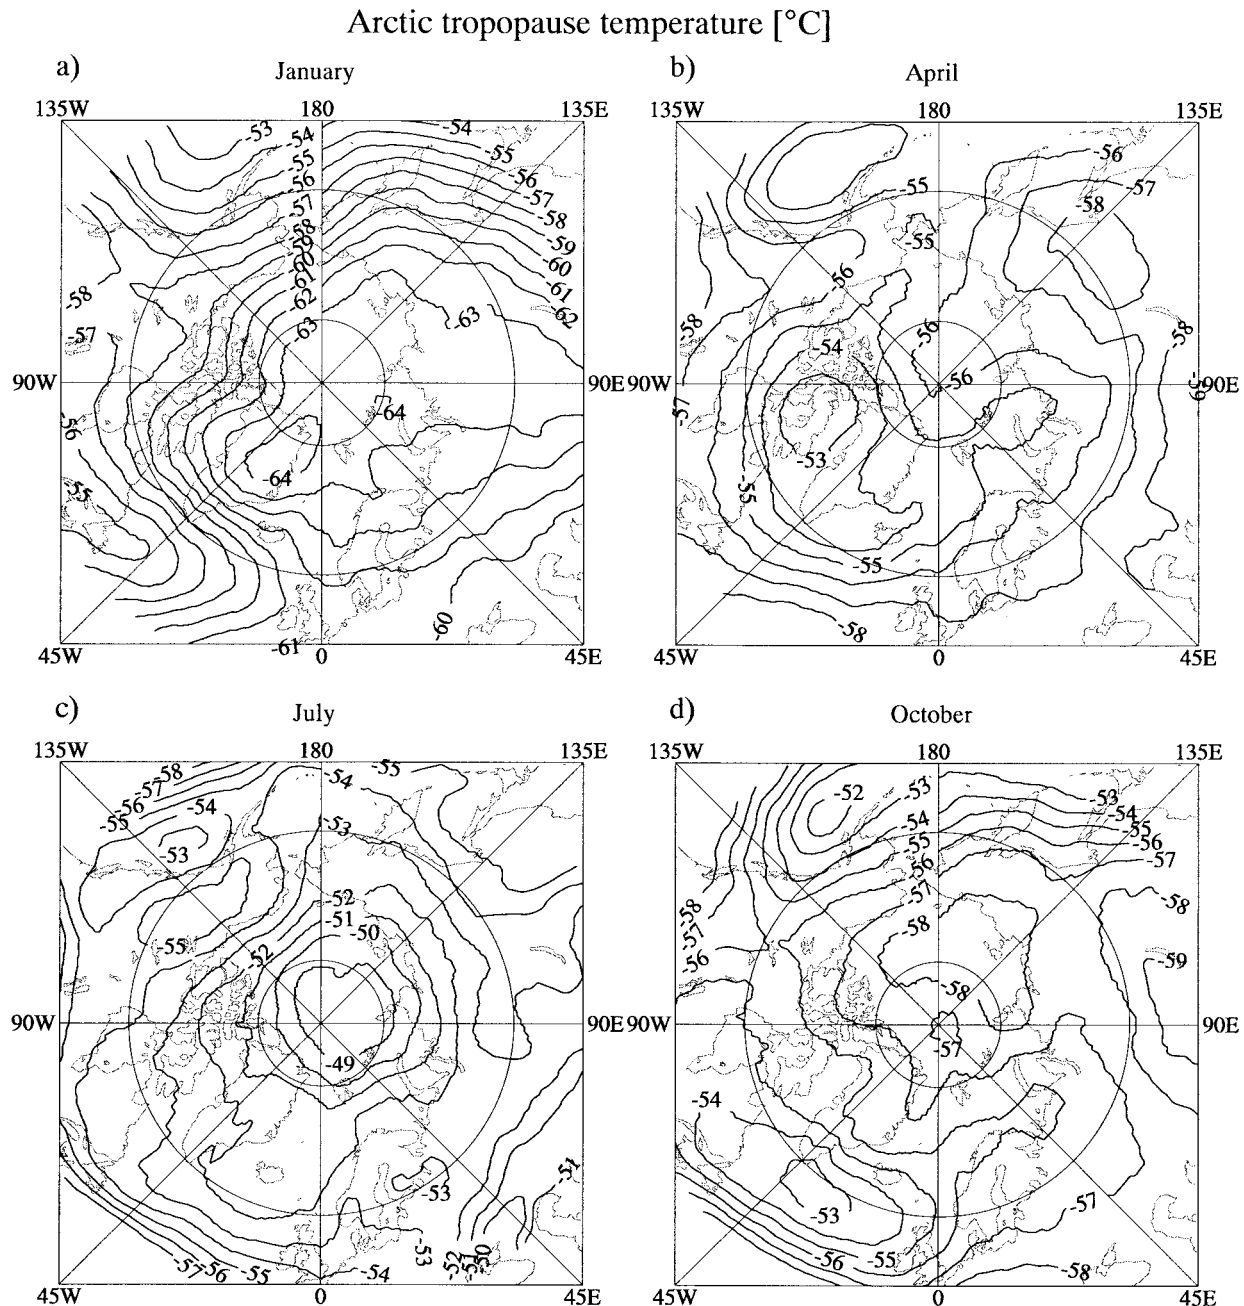 Arctic tropopause temperature [°C]
a) January
135W 180 135E
-53 -54
-54
-55 -55
-56 -56
-57 -57
-58 -58
-59 -59
-60 -60
-61 -61
-62 -62
-63 -63
-58
-57
90W 90E
-64
-56
-64
-55
-60
-61
45W 0 45E
b) April
135W 180 135E
-56
-55 -57
-58
-55
-56
-58 -56 -58
-54
90W -56 -59 90E
-57
-53
-55
-55
-58
45W 0 45E
c) July
135W 180 135E
-58 -55
-57 -54
-56 -54
-55 -53
-53
-52
-51
-55 -50
-52
90W 90E
-49
-51
-53
-53 -52 -51 -50
-57 -56 -55 -54
45W 0 45E
d) October
135W 180 135E
-52 -53 -53
-54 -54
-55 -55
-56 -56
-57 -57
-58 -58
-58
-57
-56 -59
-58
90W 90E
-57
-54
-57
-53
-56 -55
-58
45W 0 45E